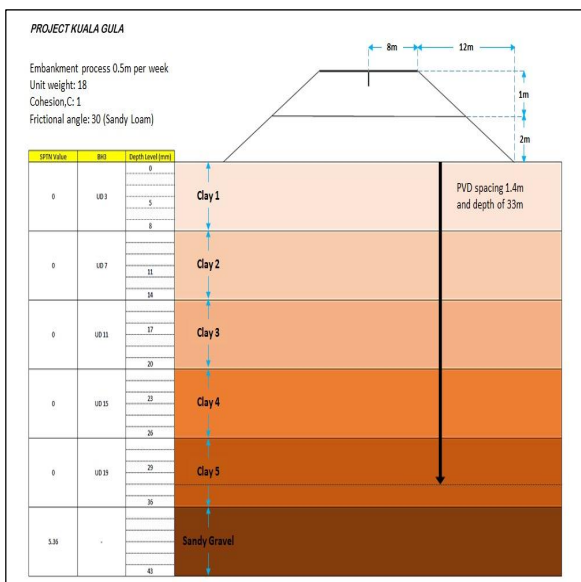 PROJECT KUALA GULA
Embankment process 0.5m per week
Unit weight: 18
Cohesion,C: 1
Frictional angle: 30 (Sandy Loam)
8m
12m
1m
2m
SPTN Value BH3 Depth Level (mm)
0
0 UD 3 5 Clay 1
8
PVD spacing 1.4m
and depth of 33m
0 UD 7 11 Clay 2
14
0 UD 11 17 Clay 3
20
0 UD 15 23 Clay 4
26
0 UD 19 29 Clay 5
36
5.36 - Sandy Gravel
43